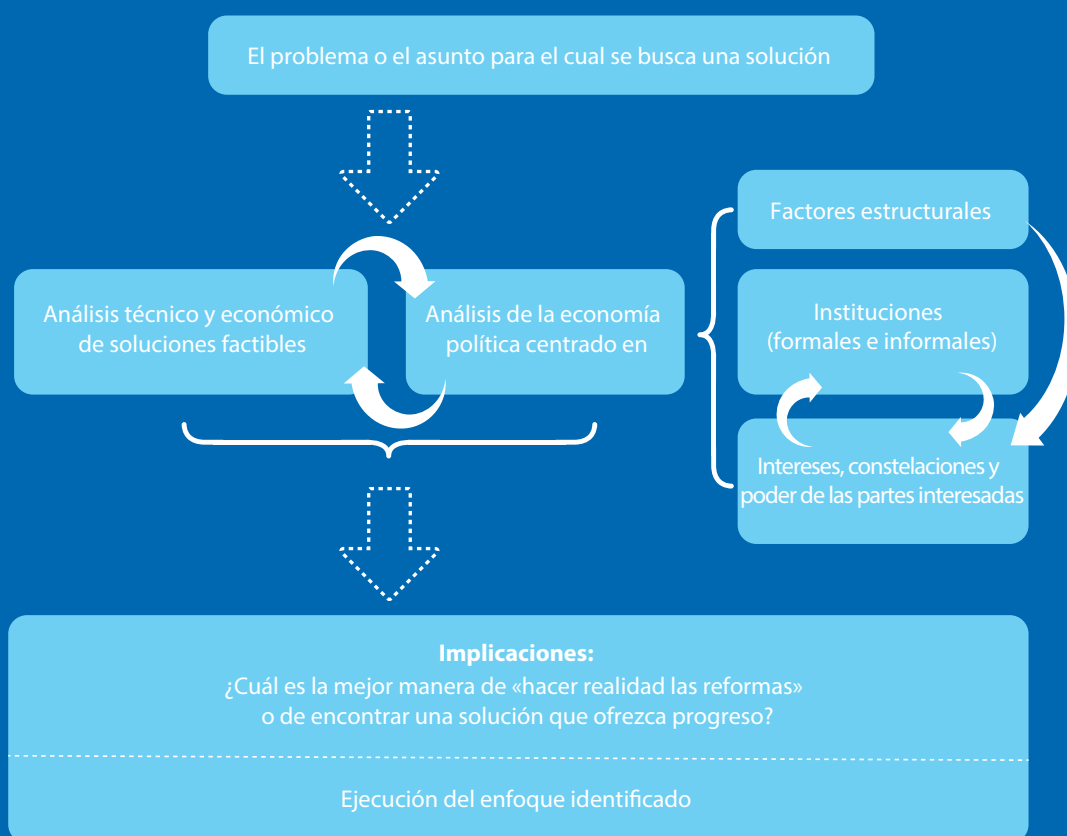 El problema o el asunto para el cual se busca una solución
Análisis técnico y económico
de soluciones factibles
Análisis de la economía
política centrado en
Factores estructurales
Instituciones
(formales e informales)
Intereses, constelaciones y
poder de las partes interesadas
Implicaciones:
¿Cuál es la mejor manera de «hacer realidad las reformas»
o de encontrar una solución que ofrezca progreso?
Ejecución del enfoque identificado